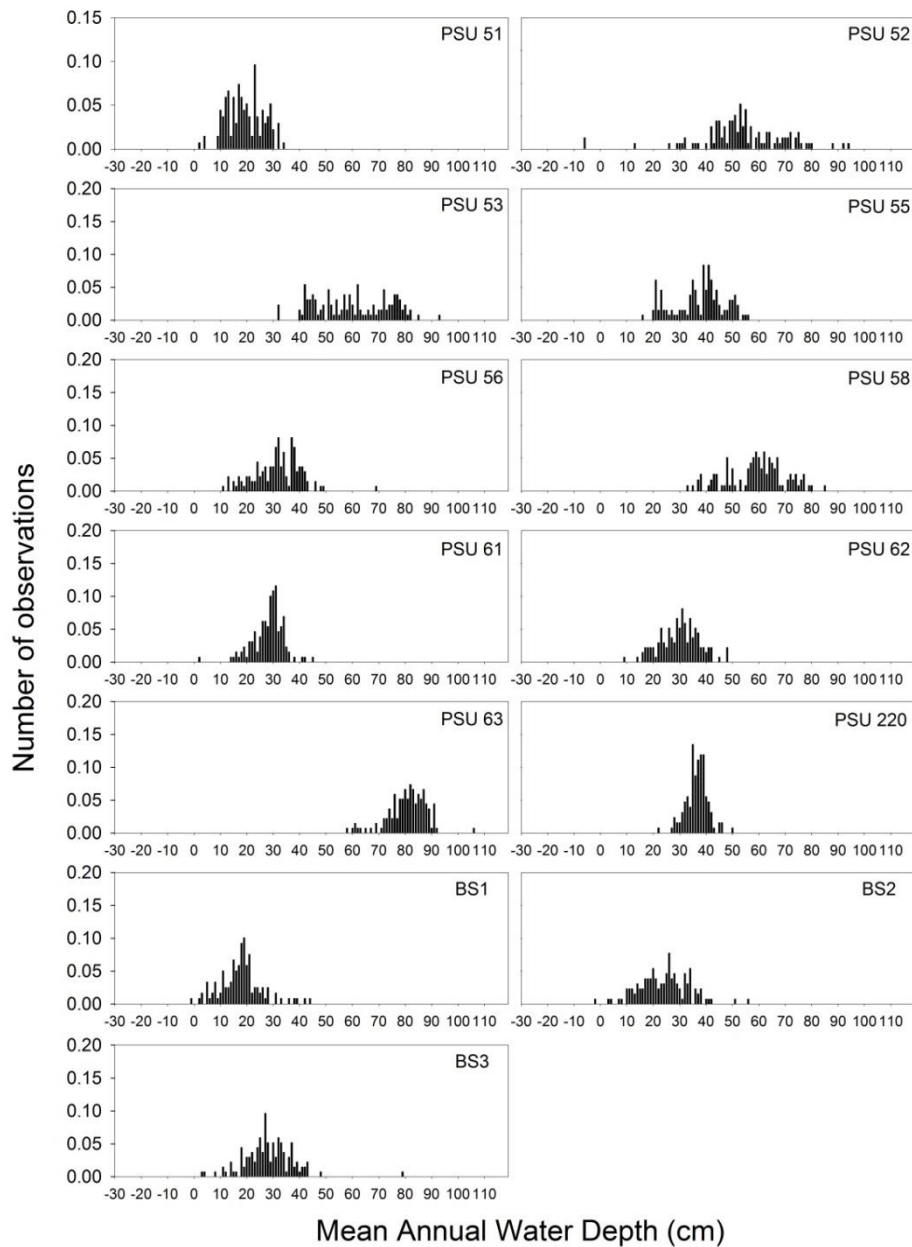 0.15 PSU 51 PSU 52
0.10
0.05
0.00
-30 -20 -10 0 10 20 30 40 50 60 70 80 90 100 110 -30 -20 -10 0 10 20 30 40 50 60 70 80 90 100 110
0.20 PSU 53 PSU 55
0.15
0.10
0.05
0.00
-30 -20 -10 0 10 20 30 40 50 60 70 80 90 100 110 -30 -20 -10 0 10 20 30 40 50 60 70 80 90 100 110
0.20 PSU 56 PSU 58
0.15
0.10
0.05
0.00
-30 -20 -10 0 10 20 30 40 50 60 70 80 90 100 110 -30 -20 -10 0 10 20 30 40 50 60 70 80 90 100 110
Number of observations
0.20 PSU 61 PSU 62
0.15
0.10
0.05
0.00
-30 -20 -10 0 10 20 30 40 50 60 70 80 90 100 110 -30 -20 -10 0 10 20 30 40 50 60 70 80 90 100 110
0.20 PSU 63 PSU 220
0.15
0.10
0.05
0.00
-30 -20 -10 0 10 20 30 40 50 60 70 80 90 100 110 -30 -20 -10 0 10 20 30 40 50 60 70 80 90 100 110
0.20 BS1 BS2
0.15
0.10
0.05
0.00
-30 -20 -10 0 10 20 30 40 50 60 70 80 90 100 110 -30 -20 -10 0 10 20 30 40 50 60 70 80 90 100 110
0.20 BS3
0.15
0.10
0.05
0.00
-30 -20 -10 0 10 20 30 40 50 60 70 80 90 100 110
Mean Annual Water Depth (cm)